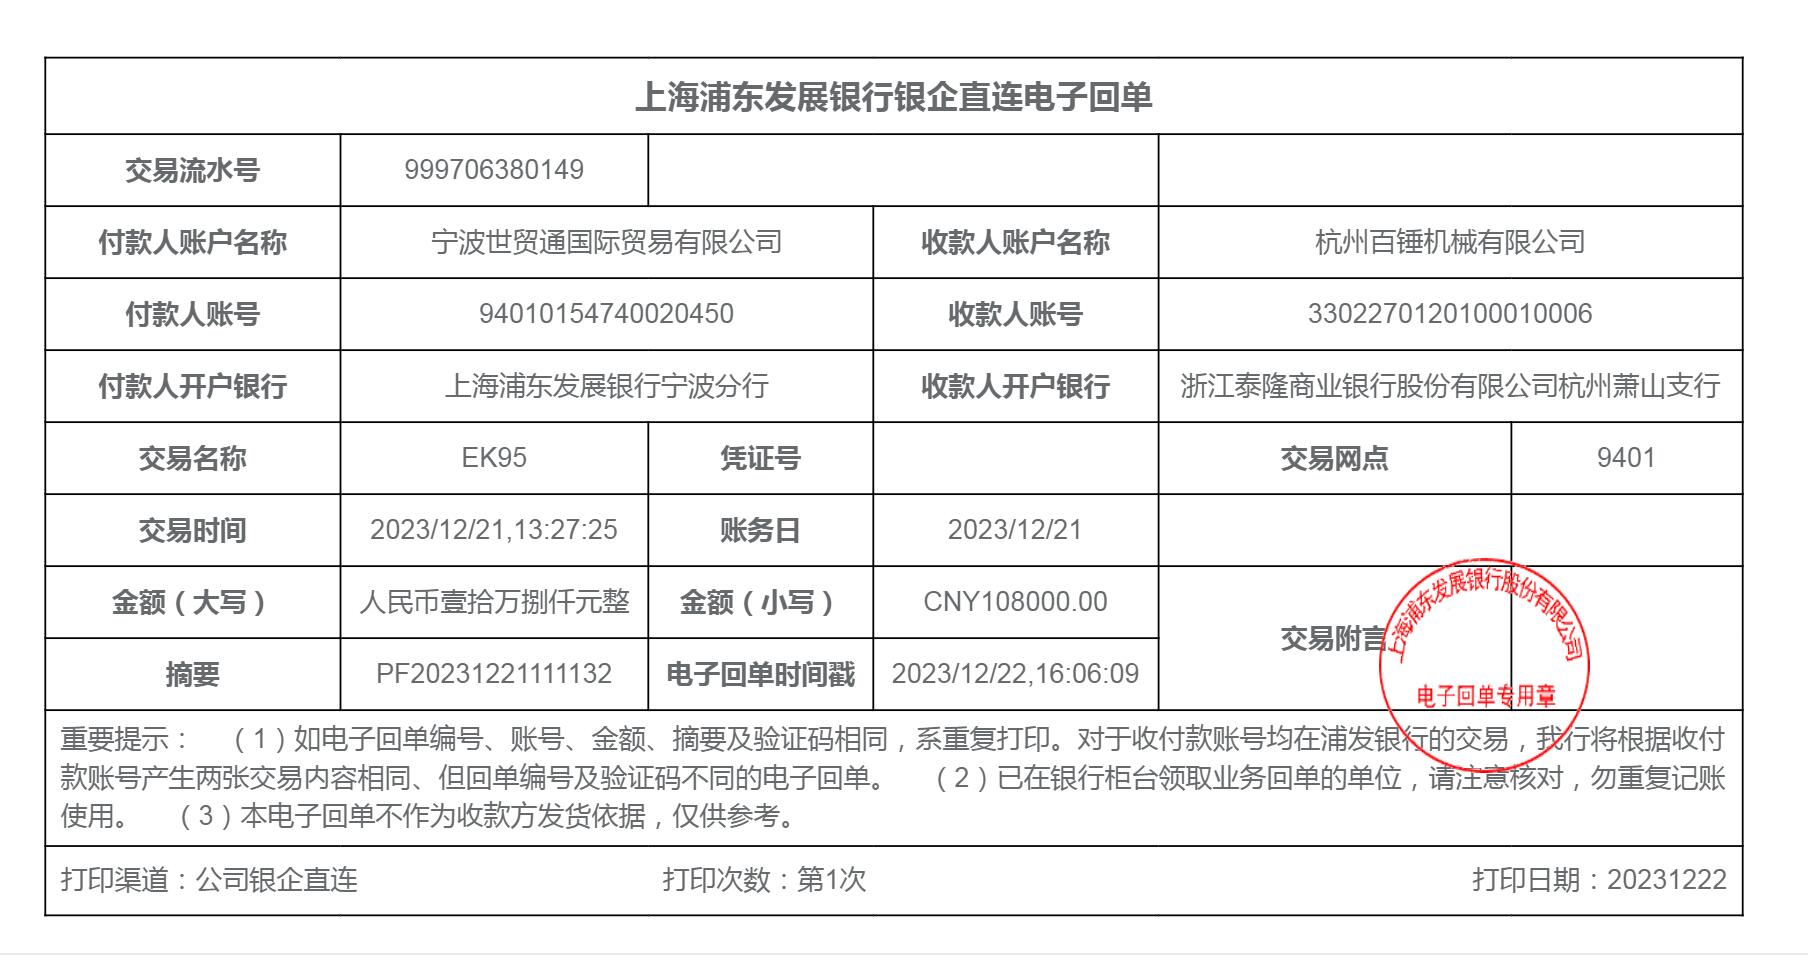 上海浦东发展银行银企直连电子回单
交易流水号 999706380149
付款人账户名称 宁波世贸通国际贸易有限公司 收款人账户名称 杭州百锤机械有限公司
付款人账号 94010154740020450 收款人账号 3302270120100010006
付款人开户银行 上海浦东发展银行宁波分行 收款人开户银行 浙江泰隆商业银行股份有限公司杭州萧山支行
交易名称 EK95 凭证号 交易网点 9401
交易时间 2023/12/21,13:27:25 账务日 2023/12/21
金额（大写） 人民币壹拾万捌仟元整 金额（小写） CNY108000.00
交易附言
摘要 PF20231221111132 电子回单时间戳 2023/12/22,16:06:09
上海浦东发展银行股份有限公司
电子回单专用章
重要提示： （1）如电子回单编号、账号、金额、摘要及验证码相同，系重复打印。对于收付款账号均在浦发银行的交易，我行将根据收付
款账号产生两张交易内容相同、但回单编号及验证码不同的电子回单。 （2）已在银行柜台领取业务回单的单位，请注意核对，勿重复记账
使用。 （3）本电子回单不作为收款方发货依据，仅供参考。
打印渠道：公司银企直连 打印次数：第1次 打印日期：20231222